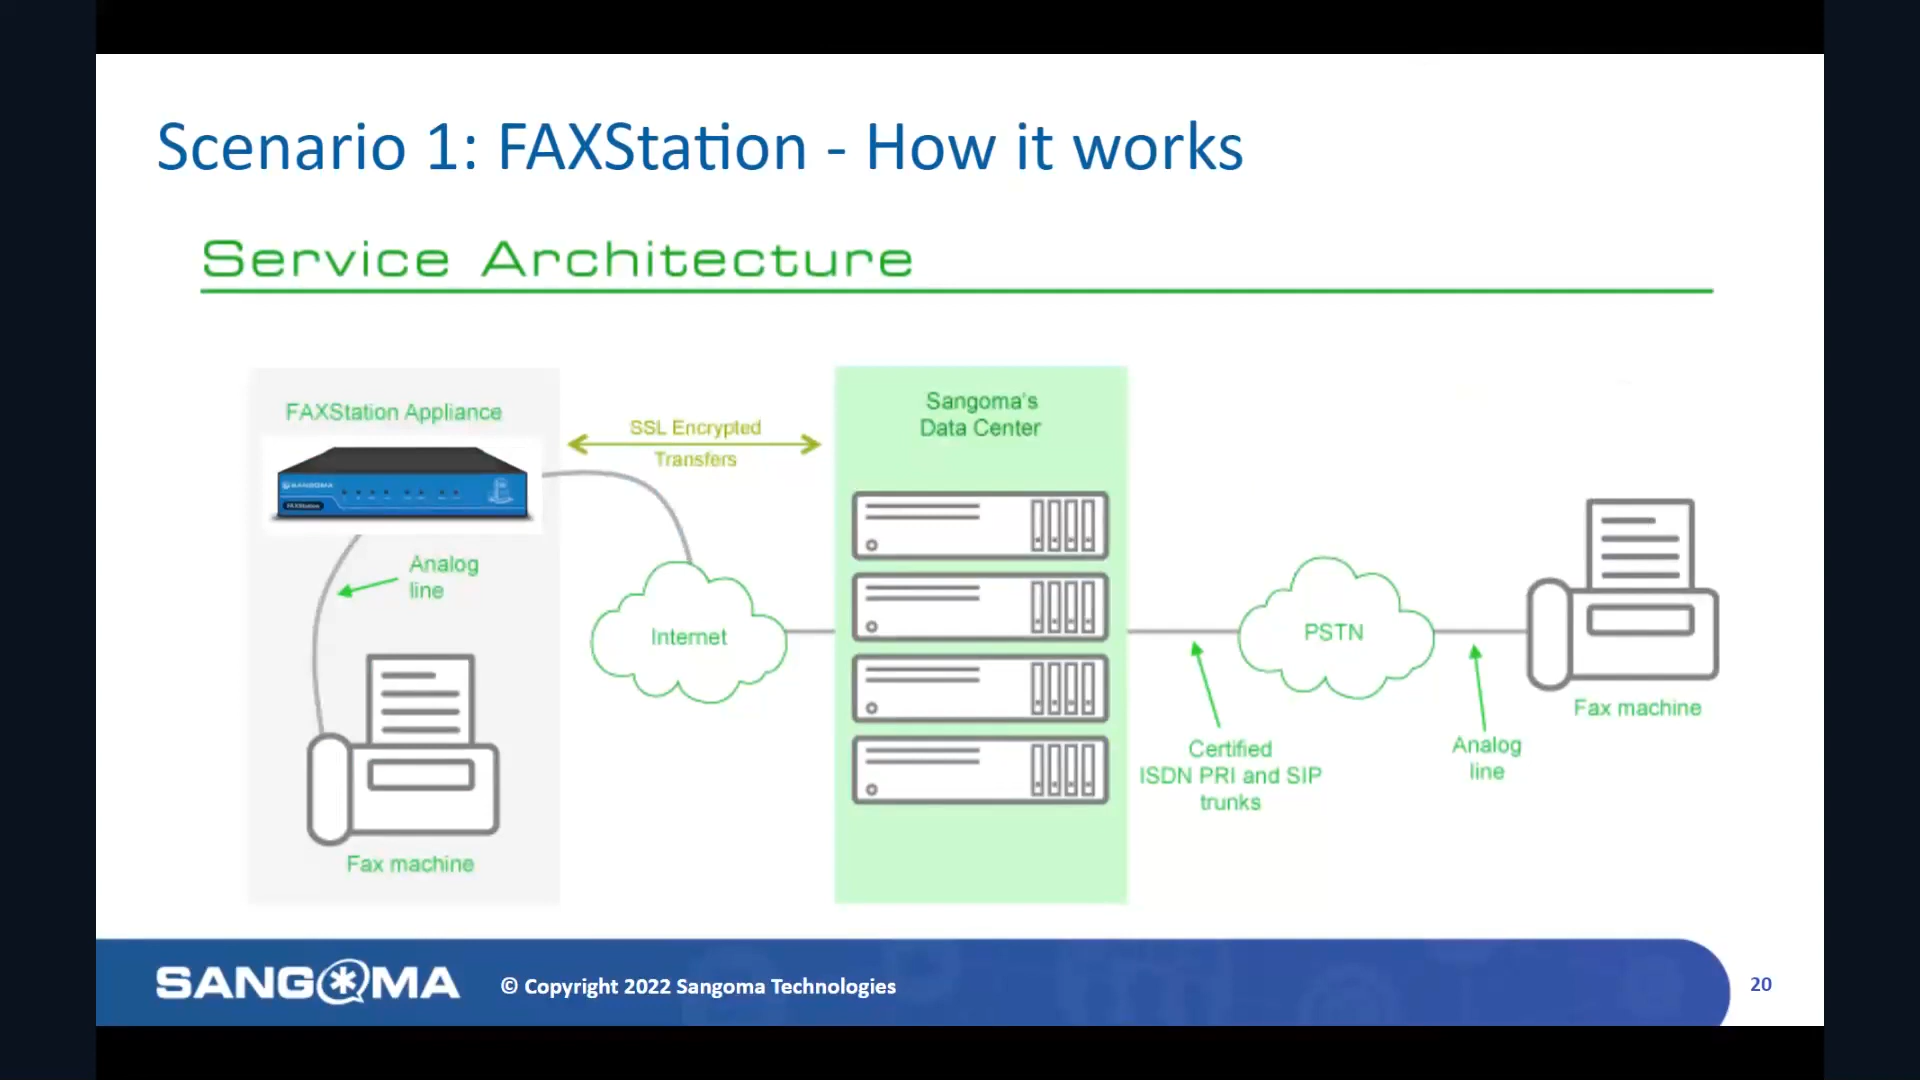 Scenario 1: FAXStation - How it works
Service Architecture
FAXStation Appliance
SANGOMA
FAXStation
Analog
line
Fax machine
SSL Encrypted
Transfers
Internet
Sangoma's
Data Center
Certified
ISDN PRI and SIP
trunks
PSTN
Analog
line
Fax machine
SANGOMA
© Copyright 2022 Sangoma Technologies
20